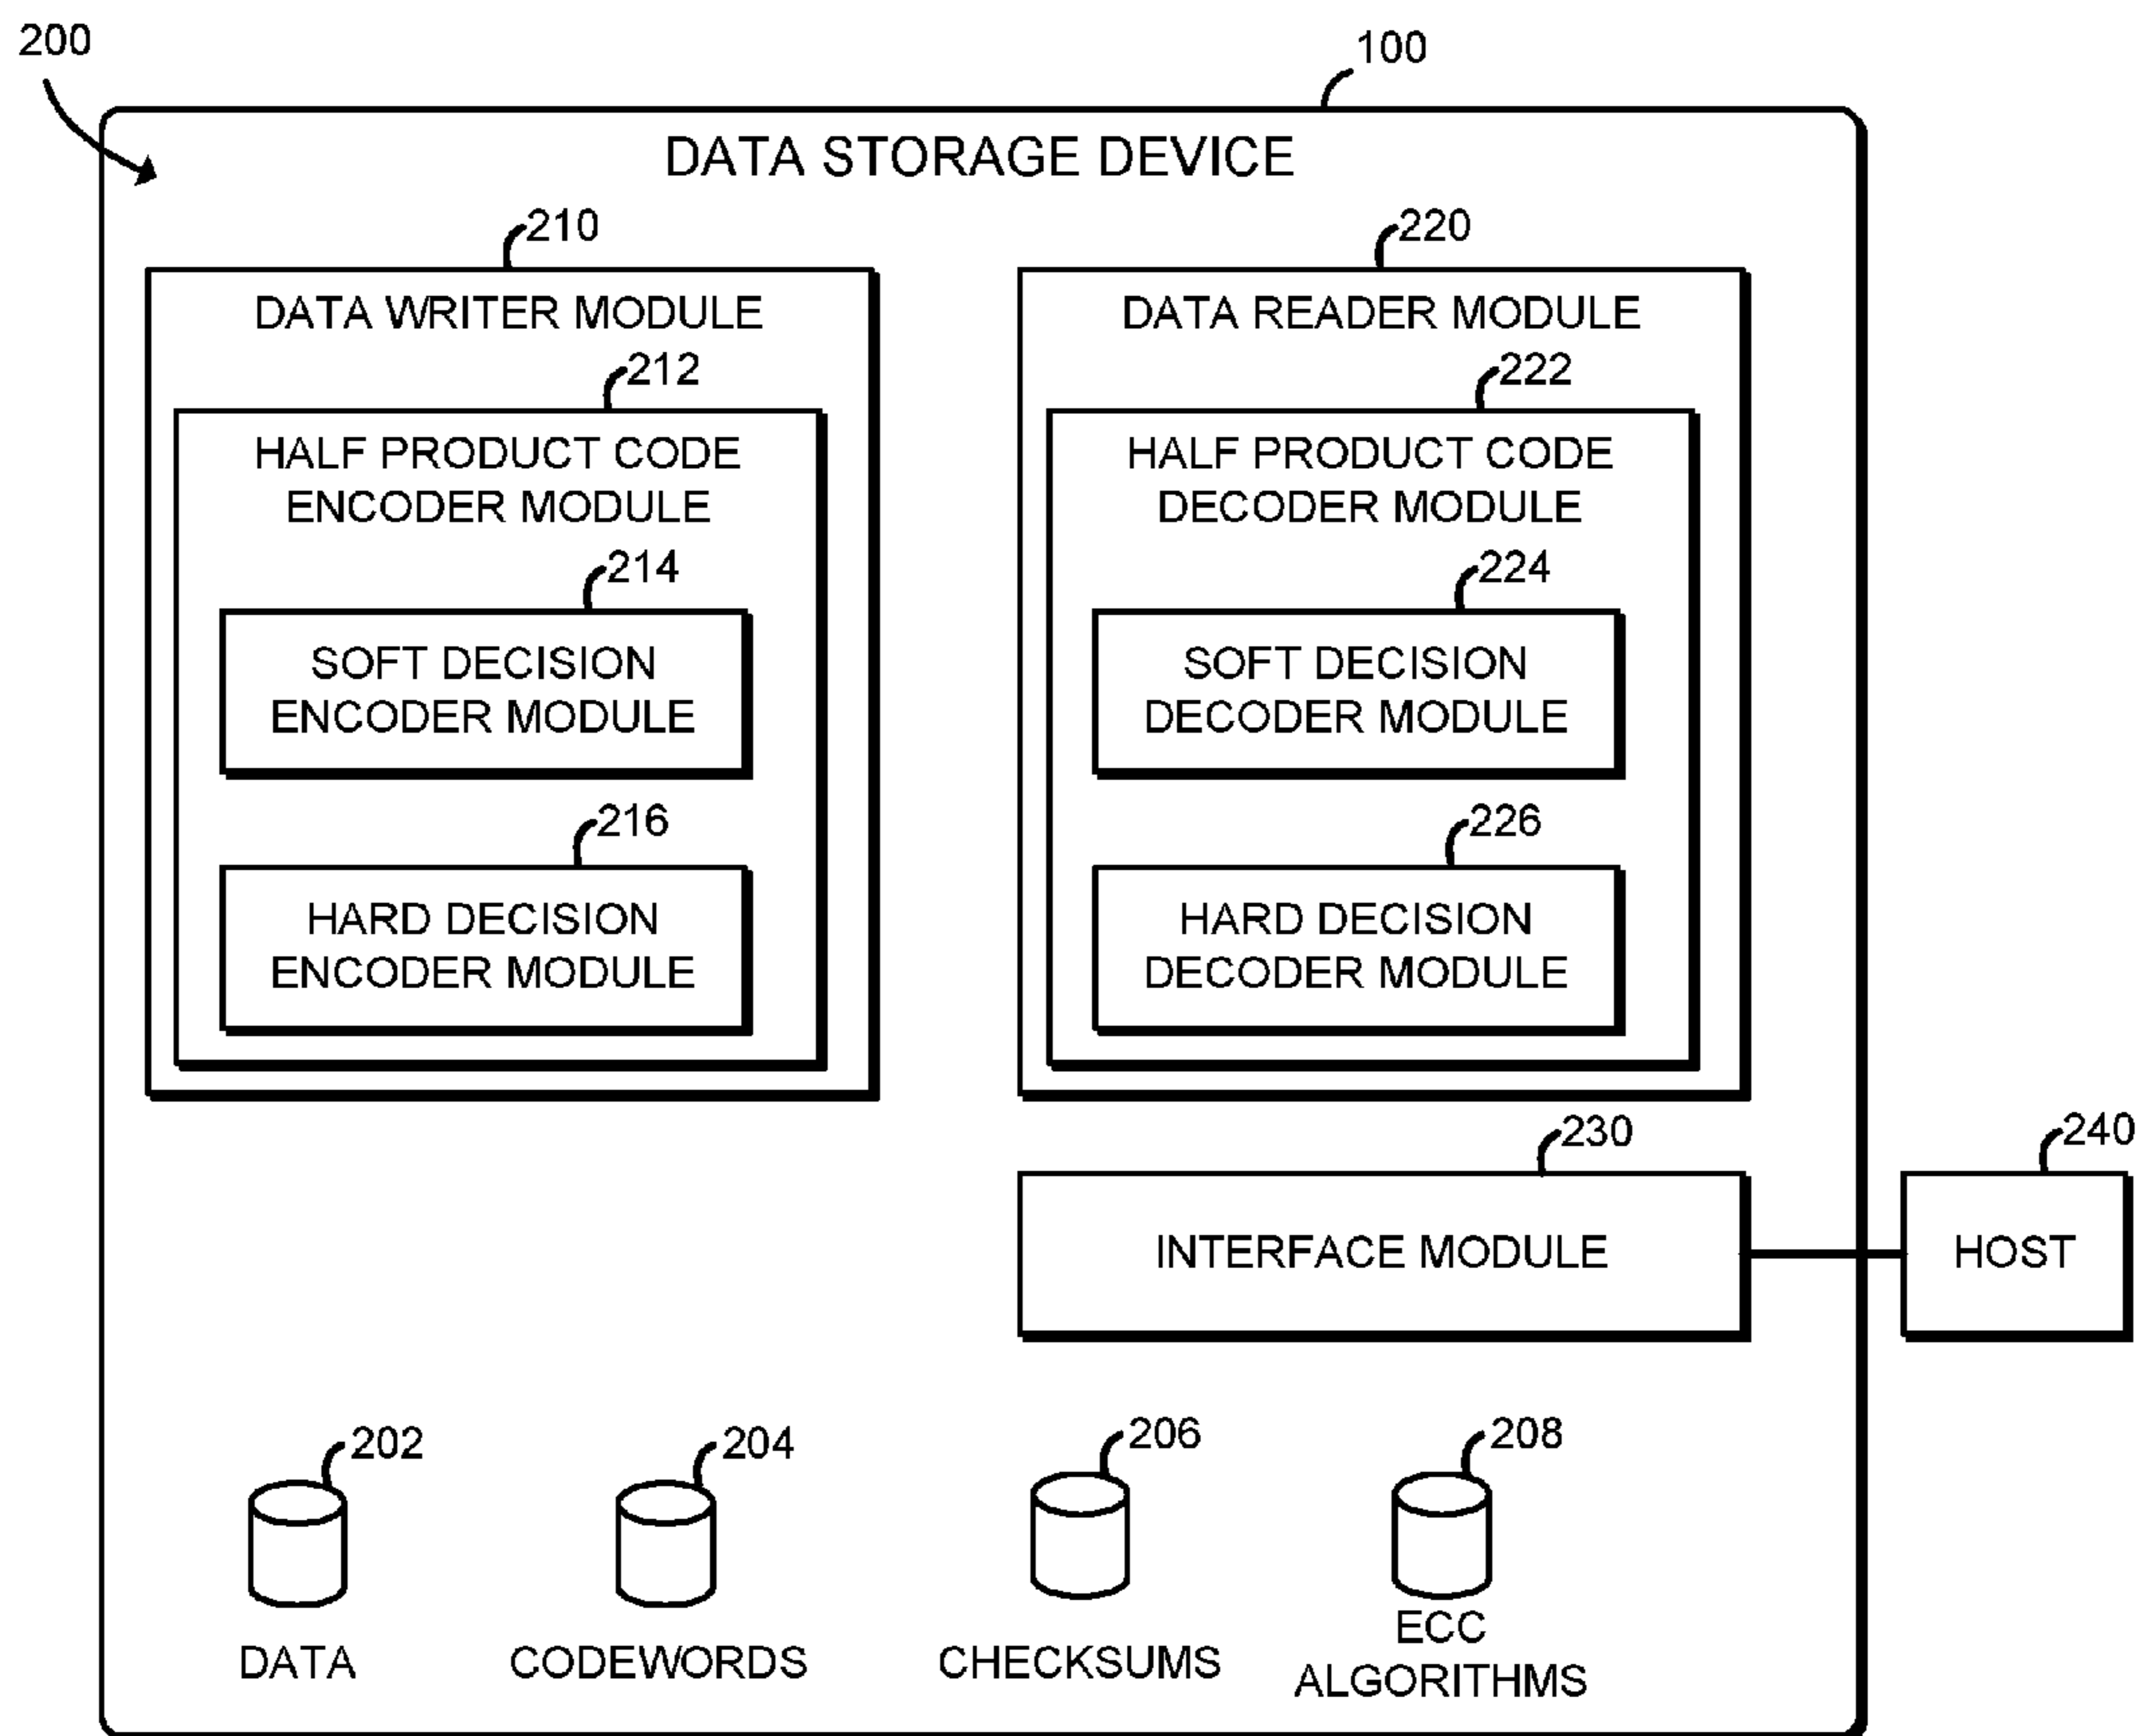 200
100
DATA STORAGE DEVICE
210
DATA WRITER MODULE
212
HALF PRODUCT CODE
ENCODER MODULE
214
SOFT DECISION
ENCODER MODULE
216
HARD DECISION
ENCODER MODULE
220
DATA READER MODULE
222
HALF PRODUCT CODE
DECODER MODULE
224
SOFT DECISION
DECODER MODULE
226
HARD DECISION
DECODER MODULE
230
INTERFACE MODULE
240
HOST
202
DATA
204
CODEWORDS
206
CHECKSUMS
208
ECC
ALGORITHMS